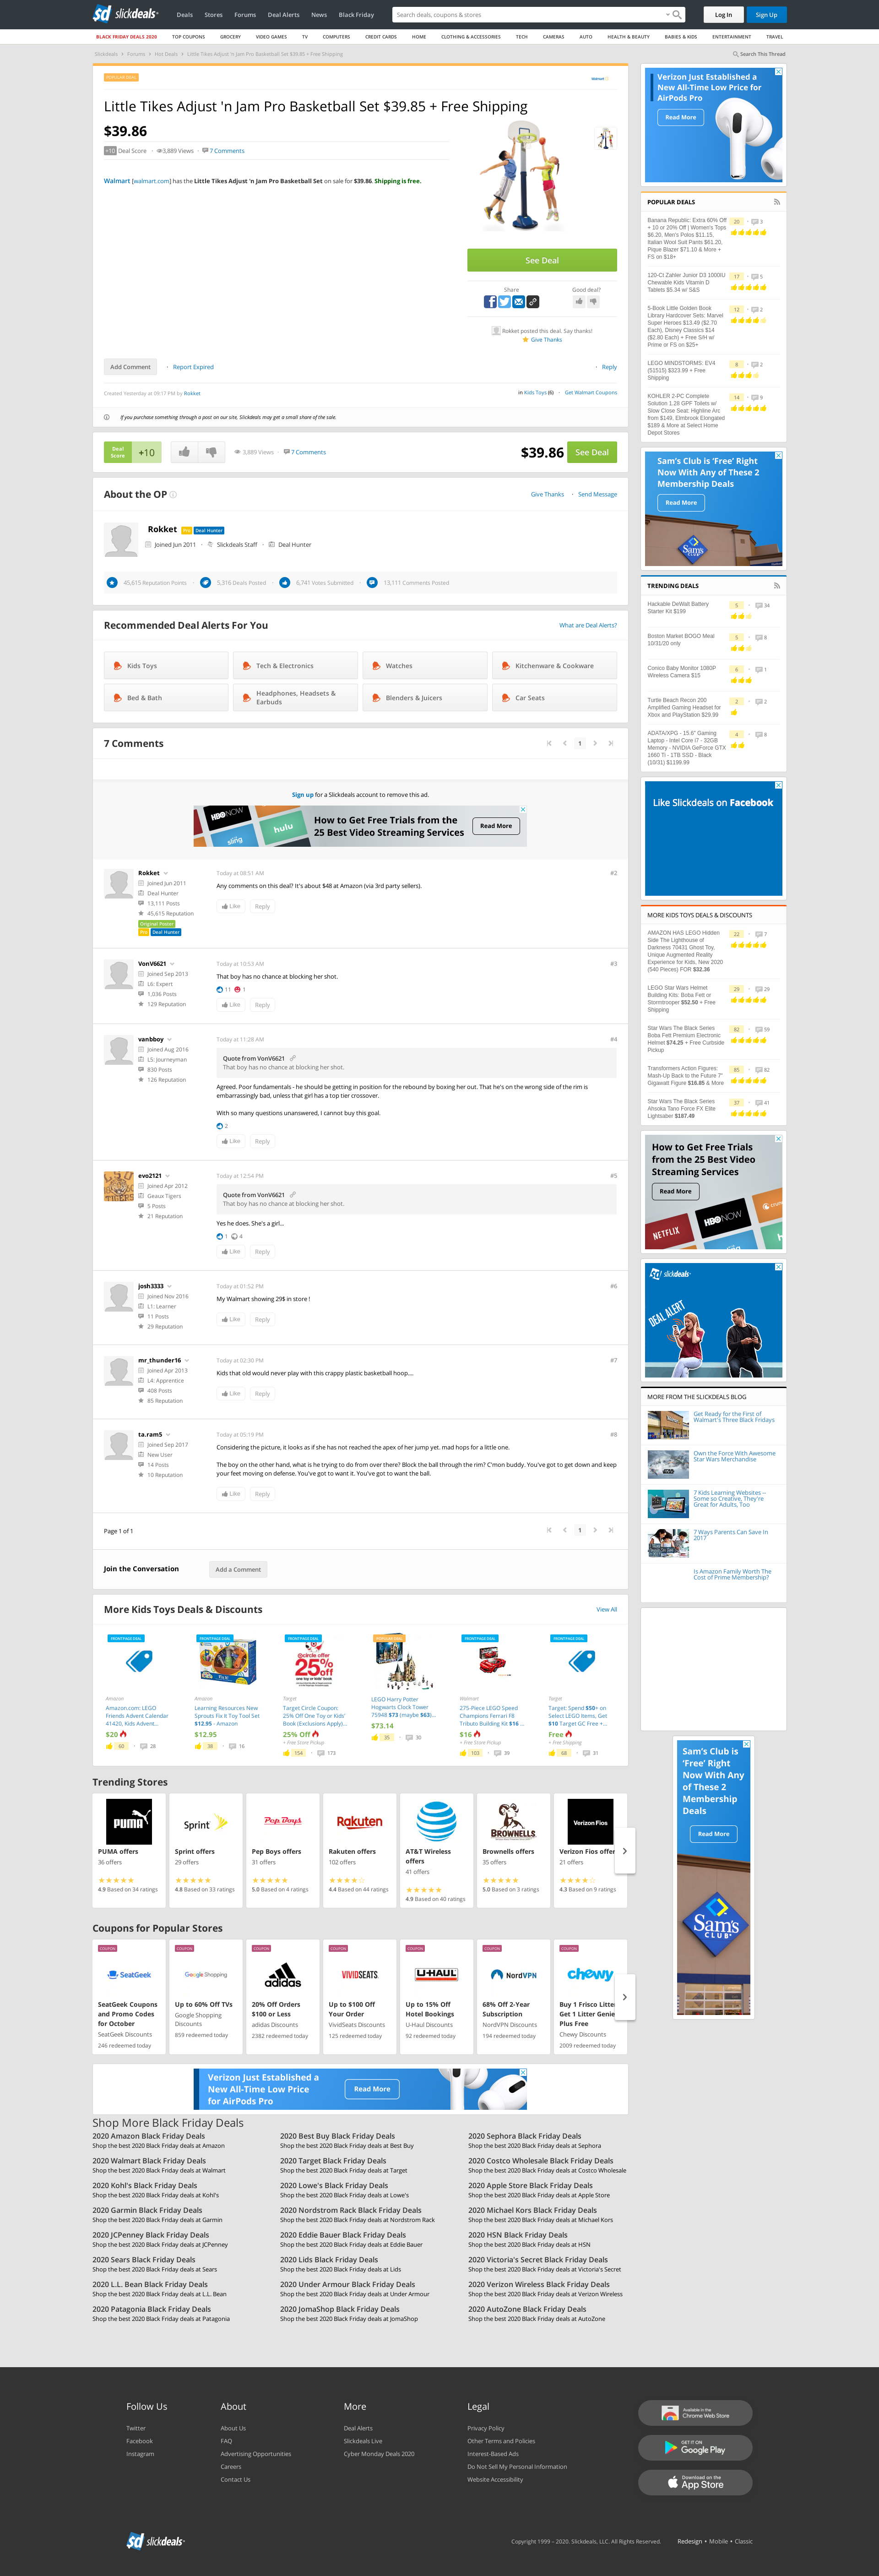 slickdeals
Deals Stores Forums Deal Alerts News Black Friday
Search deals, coupons & stores
Log In Sign Up
BLACK FRIDAY DEALS 2020 TOP COUPONS GROCERY VIDEO GAMES TV COMPUTERS CREDIT CARDS HOME CLOTHING & ACCESSORIES TECH CAMERAS AUTO HEALTH & BEAUTY BABIES & KIDS ENTERTAINMENT TRAVEL
Slickdeals Forums Hot Deals Little Tikes Adjust 'n Jam Pro Basketball Set $39.85 + Free Shipping
Search This Thread
POPULAR DEAL
Walmart
Little Tikes Adjust 'n Jam Pro Basketball Set $39.85 + Free Shipping
$39.86
+10 Deal Score 3,889 Views 7 Comments
Walmart [walmart.com] has the Little Tikes Adjust 'n Jam Pro Basketball Set on sale for $39.86. Shipping is free.
See Deal
Share Good deal?
Rokket posted this deal. Say thanks!
Give Thanks
Add Comment Report Expired Reply
Created Yesterday at 09:17 PM by Rokket
in Kids Toys (6) Get Walmart Coupons
If you purchase something through a post on our site, Slickdeals may get a small share of the sale.
Deal Score +10 3,889 Views 7 Comments $39.86 See Deal
About the OP
Give Thanks Send Message
Rokket Pro Deal Hunter
Joined Jun 2011 Slickdeals Staff Deal Hunter
45,615 Reputation Points 5,316 Deals Posted 6,741 Votes Submitted 13,111 Comments Posted
Recommended Deal Alerts For You
What are Deal Alerts?
Kids Toys Tech & Electronics Watches Kitchenware & Cookware
Bed & Bath Headphones, Headsets & Earbuds Blenders & Juicers Car Seats
7 Comments
1
Sign up for a Slickdeals account to remove this ad.
HBO NOW
hulu
sling
How to Get Free Trials from the
25 Best Video Streaming Services
Read More
Rokket
Joined Jun 2011
Deal Hunter
13,111 Posts
45,615 Reputation
Original Poster
Pro Deal Hunter
Today at 08:51 AM
#2
Any comments on this deal? It's about $48 at Amazon (via 3rd party sellers).
Like Reply
VonV6621
Joined Sep 2013
L6: Expert
1,036 Posts
129 Reputation
Today at 10:53 AM
#3
That boy has no chance at blocking her shot.
11 1
Like Reply
vanbboy
Joined Aug 2016
L5: Journeyman
830 Posts
126 Reputation
Today at 11:28 AM
#4
Quote from VonV6621
That boy has no chance at blocking her shot.
Agreed. Poor fundamentals - he should be getting in position for the rebound by boxing her out. That he's on the wrong side of the rim is
embarrassingly bad, unless that girl has a top tier crossover.
With so many questions unanswered, I cannot buy this goal.
2
Like Reply
evo2121
Joined Apr 2012
Geaux Tigers
5 Posts
21 Reputation
Today at 12:54 PM
#5
Quote from VonV6621
That boy has no chance at blocking her shot.
Yes he does. She's a girl...
1 4
Like Reply
josh3333
Joined Nov 2016
L1: Learner
11 Posts
29 Reputation
Today at 01:52 PM
#6
My Walmart showing 29$ in store !
Like Reply
mr_thunder16
Joined Apr 2013
L4: Apprentice
408 Posts
85 Reputation
Today at 02:30 PM
#7
Kids that old would never play with this crappy plastic basketball hoop....
Like Reply
ta.ram5
Joined Sep 2017
New User
14 Posts
10 Reputation
Today at 05:19 PM
#8
Considering the picture, it looks as if she has not reached the apex of her jump yet. mad hops for a little one.
The boy on the other hand, what is he trying to do from over there? Block the ball through the rim? C'mon buddy. You've got to get down and keep
your feet moving on defense. You've got to want it. You've got to want the ball.
Like Reply
Page 1 of 1
1
Join the Conversation Add a Comment
More Kids Toys Deals & Discounts
View All
FRONTPAGE DEAL
Amazon
Amazon.com: LEGO
Friends Advent Calendar
41420, Kids Advent...
$20
60 28
FRONTPAGE DEAL
Amazon
Learning Resources New
Sprouts Fix It Toy Tool Set
$12.95 - Amazon
$12.95
38 16
FRONTPAGE DEAL
circle offer
25% off
one toy or kids' book
Target
Target Circle Coupon:
25% Off One Toy or Kids'
Book (Exclusions Apply)...
25% Off
+ Free Store Pickup
154 173
POPULAR DEAL
LEGO Harry Potter
Hogwarts Clock Tower
75948 $73 (maybe $63)...
$73.14
35 30
FRONTPAGE DEAL
Walmart
275-Piece LEGO Speed
Champions Ferrari F8
Tributo Building Kit $16 ...
$16
+ Free Store Pickup
103 39
FRONTPAGE DEAL
Target
Target: Spend $50+ on
Select LEGO Items, Get
$10 Target GC Free +...
Free
+ Free Shipping
68 31
Trending Stores
PUMA
PUMA offers
36 offers
4.9 Based on 34 ratings
Sprint
Sprint offers
29 offers
4.8 Based on 33 ratings
Pep Boys
Pep Boys offers
31 offers
5.0 Based on 4 ratings
Rakuten
Rakuten offers
102 offers
4.4 Based on 44 ratings
AT&T Wireless
offers
41 offers
4.9 Based on 40 ratings
BROWNELLS
Brownells offers
35 offers
5.0 Based on 3 ratings
Verizon Fios
Verizon Fios offers
21 offers
4.3 Based on 9 ratings
Coupons for Popular Stores
COUPON
SeatGeek
SeatGeek Coupons
and Promo Codes
for October
SeatGeek Discounts
246 redeemed today
COUPON
Google Shopping
Up to 60% Off TVs
Google Shopping
Discounts
859 redeemed today
COUPON
adidas
20% Off Orders
$100 or Less
adidas Discounts
2382 redeemed today
COUPON
VIVIDSEATS
Up to $100 Off
Your Order
VividSeats Discounts
125 redeemed today
COUPON
U-HAUL
Up to 15% Off
Hotel Bookings
U-Haul Discounts
92 redeemed today
COUPON
NordVPN
68% Off 2-Year
Subscription
NordVPN Discounts
194 redeemed today
COUPON
chewy
Buy 1 Frisco Litter
Get 1 Litter Genie
Plus Free
Chewy Discounts
2009 redeemed today
Verizon Just Established a
New All-Time Low Price
for AirPods Pro
Read More
Shop More Black Friday Deals
2020 Amazon Black Friday Deals
Shop the best 2020 Black Friday deals at Amazon
2020 Best Buy Black Friday Deals
Shop the best 2020 Black Friday deals at Best Buy
2020 Sephora Black Friday Deals
Shop the best 2020 Black Friday deals at Sephora
2020 Walmart Black Friday Deals
Shop the best 2020 Black Friday deals at Walmart
2020 Target Black Friday Deals
Shop the best 2020 Black Friday deals at Target
2020 Costco Wholesale Black Friday Deals
Shop the best 2020 Black Friday deals at Costco Wholesale
2020 Kohl's Black Friday Deals
Shop the best 2020 Black Friday deals at Kohl's
2020 Lowe's Black Friday Deals
Shop the best 2020 Black Friday deals at Lowe's
2020 Apple Store Black Friday Deals
Shop the best 2020 Black Friday deals at Apple Store
2020 Garmin Black Friday Deals
Shop the best 2020 Black Friday deals at Garmin
2020 Nordstrom Rack Black Friday Deals
Shop the best 2020 Black Friday deals at Nordstrom Rack
2020 Michael Kors Black Friday Deals
Shop the best 2020 Black Friday deals at Michael Kors
2020 JCPenney Black Friday Deals
Shop the best 2020 Black Friday deals at JCPenney
2020 Eddie Bauer Black Friday Deals
Shop the best 2020 Black Friday deals at Eddie Bauer
2020 HSN Black Friday Deals
Shop the best 2020 Black Friday deals at HSN
2020 Sears Black Friday Deals
Shop the best 2020 Black Friday deals at Sears
2020 Lids Black Friday Deals
Shop the best 2020 Black Friday deals at Lids
2020 Victoria's Secret Black Friday Deals
Shop the best 2020 Black Friday deals at Victoria's Secret
2020 L.L. Bean Black Friday Deals
Shop the best 2020 Black Friday deals at L.L. Bean
2020 Under Armour Black Friday Deals
Shop the best 2020 Black Friday deals at Under Armour
2020 Verizon Wireless Black Friday Deals
Shop the best 2020 Black Friday deals at Verizon Wireless
2020 Patagonia Black Friday Deals
Shop the best 2020 Black Friday deals at Patagonia
2020 JomaShop Black Friday Deals
Shop the best 2020 Black Friday deals at JomaShop
2020 AutoZone Black Friday Deals
Shop the best 2020 Black Friday deals at AutoZone
Verizon Just Established a
New All-Time Low Price for
AirPods Pro
Read More
POPULAR DEALS
Banana Republic: Extra 60% Off
+ 10 or 20% Off | Women's Tops
$6.20, Men's Polos $11.15,
Italian Wool Suit Pants $61.20,
Pique Blazer $71.10 & More +
FS on $18+
20 3
120-Ct Zahler Junior D3 1000IU
Chewable Kids Vitamin D
Tablets $5.34 w/ S&S
17 5
5-Book Little Golden Book
Library Hardcover Sets: Marvel
Super Heroes $13.49 ($2.70
Each), Disney Classics $14
($2.80 Each) + Free S/H w/
Prime or FS on $25+
12 2
LEGO MINDSTORMS: EV4
(51515) $323.99 + Free
Shipping
8 2
KOHLER 2-PC Complete
Solution 1.28 GPF Toilets w/
Slow Close Seat: Highline Arc
from $149, Elmbrook Elongated
$189 & More at Select Home
Depot Stores
14 9
Sam's Club is 'Free' Right
Now With Any of These 2
Membership Deals
Read More
Sam's
TRENDING DEALS
Hackable DeWalt Battery
Starter Kit $199
5 34
Boston Market BOGO Meal
10/31/20 only
5 8
Conico Baby Monitor 1080P
Wireless Camera $15
6 1
Turtle Beach Recon 200
Amplified Gaming Headset for
Xbox and PlayStation $29.99
2 2
ADATA/XPG - 15.6" Gaming
Laptop - Intel Core i7 - 32GB
Memory - NVIDIA GeForce GTX
1660 Ti - 1TB SSD - Black
(10/31) $1199.99
4 8
Like Slickdeals on Facebook
MORE KIDS TOYS DEALS & DISCOUNTS
AMAZON HAS LEGO Hidden
Side The Lighthouse of
Darkness 70431 Ghost Toy,
Unique Augmented Reality
Experience for Kids, New 2020
(540 Pieces) FOR $32.36
22 7
LEGO Star Wars Helmet
Building Kits: Boba Fett or
Stormtrooper $52.50 + Free
Shipping
29 29
Star Wars The Black Series
Boba Fett Premium Electronic
Helmet $74.25 + Free Curbside
Pickup
82 59
Transformers Action Figures:
Mash-Up Back to the Future 7"
Gigawatt Figure $16.85 & More
85 82
Star Wars The Black Series
Ahsoka Tano Force FX Elite
Lightsaber $187.49
37 41
How to Get Free Trials
from the 25 Best Video
Streaming Services
Read More
NETFLIX
HBO NOW
hulu
sling
slickdeals
DEAL ALERT
MORE FROM THE SLICKDEALS BLOG
Get Ready for the First of
Walmart's Three Black Fridays
Own the Force With Awesome
Star Wars Merchandise
7 Kids Learning Websites –
Some so Creative, They're
Great for Adults, Too
7 Ways Parents Can Save In
2017
Is Amazon Family Worth The
Cost of Prime Membership?
Sam's Club is
'Free' Right
Now With Any
of These 2
Membership
Deals
Read More
Sam's
CLUB
Follow Us
Twitter
Facebook
Instagram
About
About Us
FAQ
Advertising Opportunities
Careers
Contact Us
More
Deal Alerts
Slickdeals Live
Cyber Monday Deals 2020
Legal
Privacy Policy
Other Terms and Policies
Interest-Based Ads
Do Not Sell My Personal Information
Website Accessibility
Available in the
Chrome Web Store
GET IT ON
Google Play
Download on the
App Store
slickdeals
Copyright 1999 – 2020. Slickdeals, LLC. All Rights Reserved. Redesign • Mobile • Classic